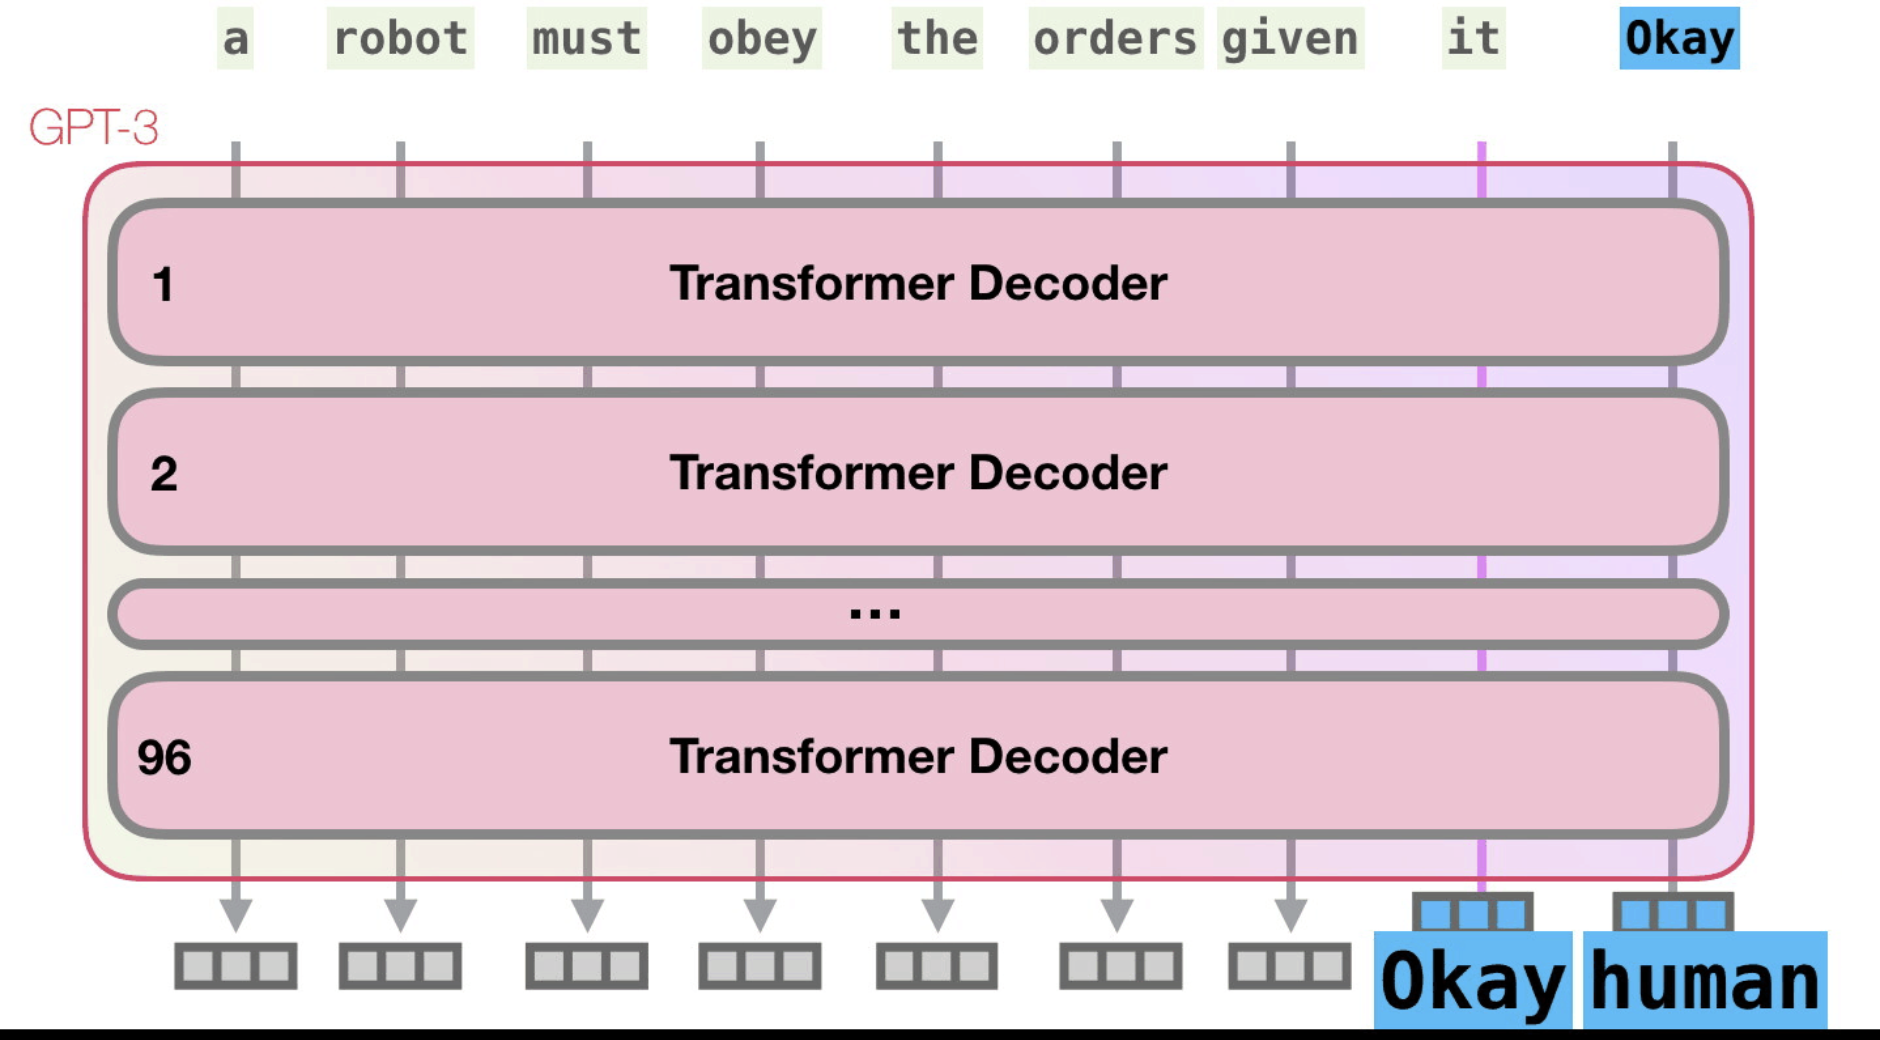 a robot must obey the orders given it Okay
GPT-3
1 Transformer Decoder
2 Transformer Decoder
...
96 Transformer Decoder
Okay human